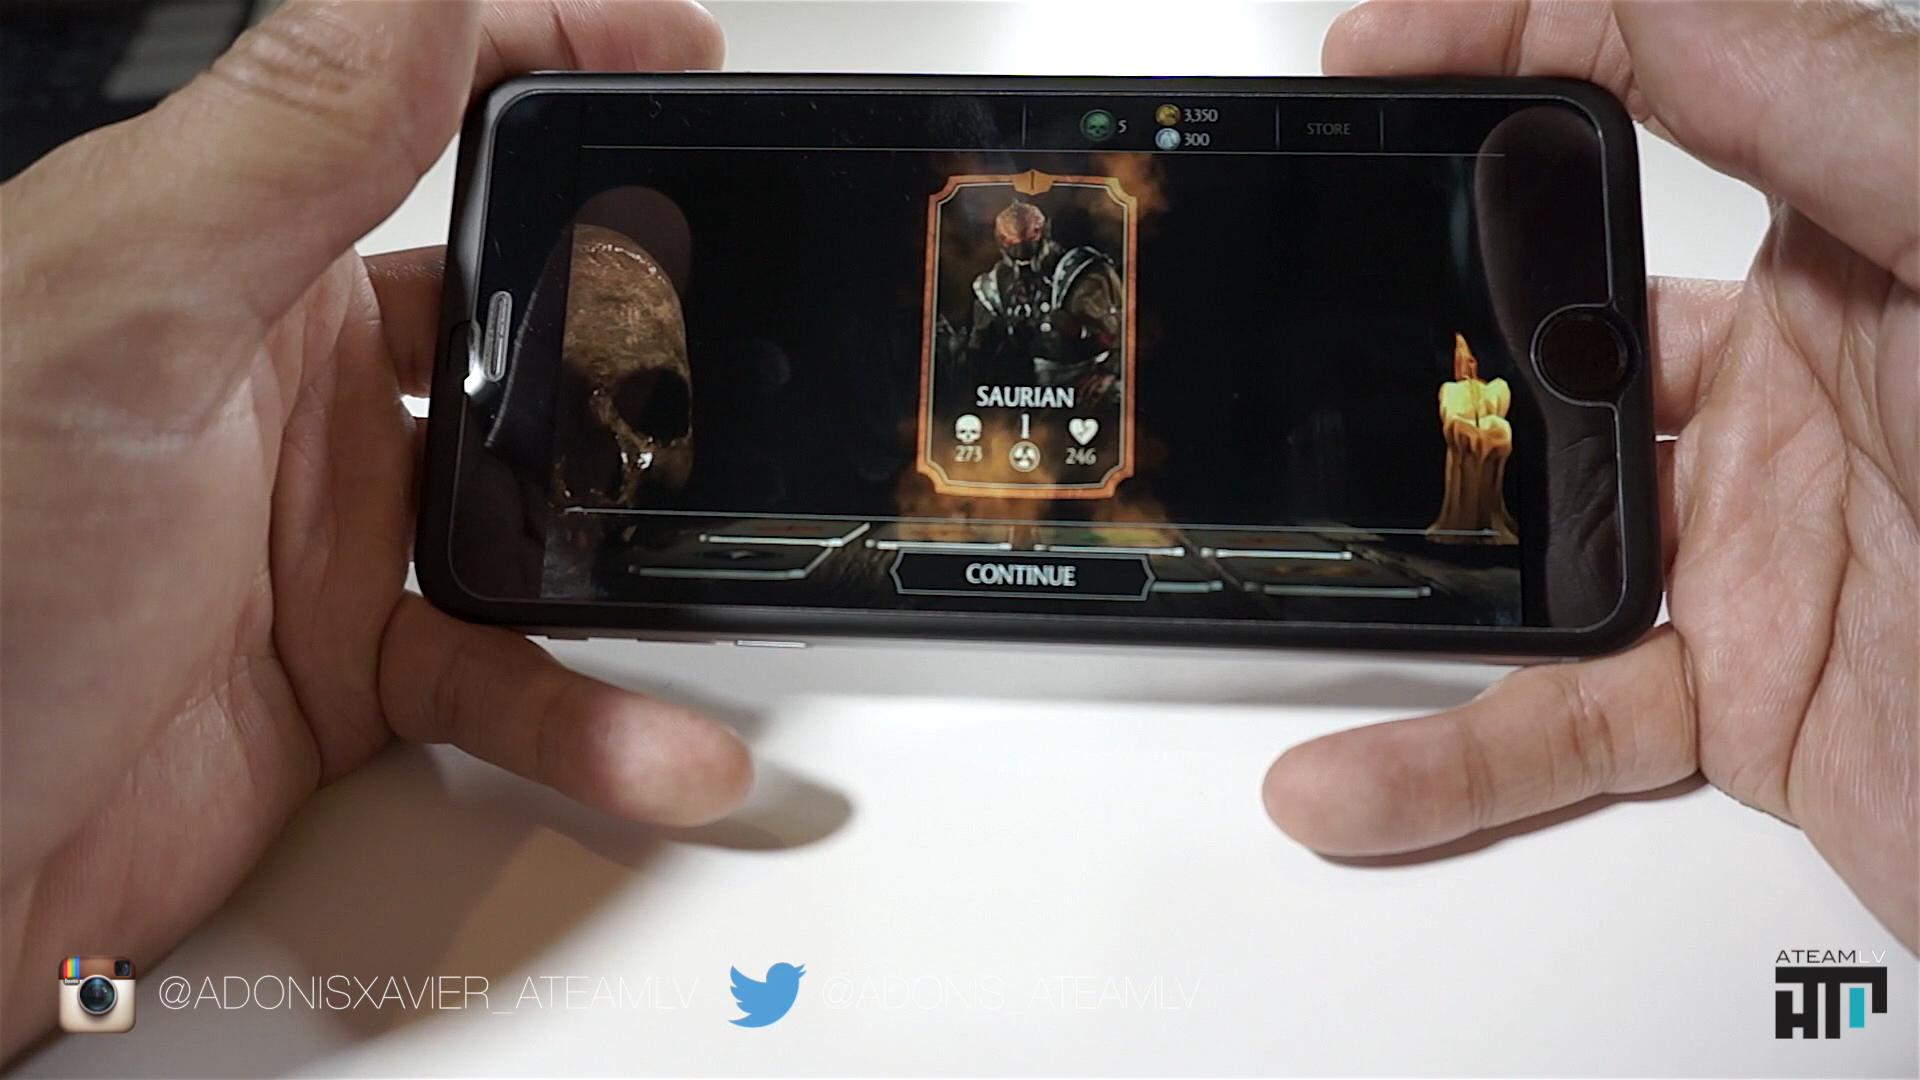 5
3,350
300
STORE
SAURIAN
273
1
246
CONTINUE
@ADONISXAVIER_ATEAMLV
@ADONIS_ATEAMLV
ATEAMLV